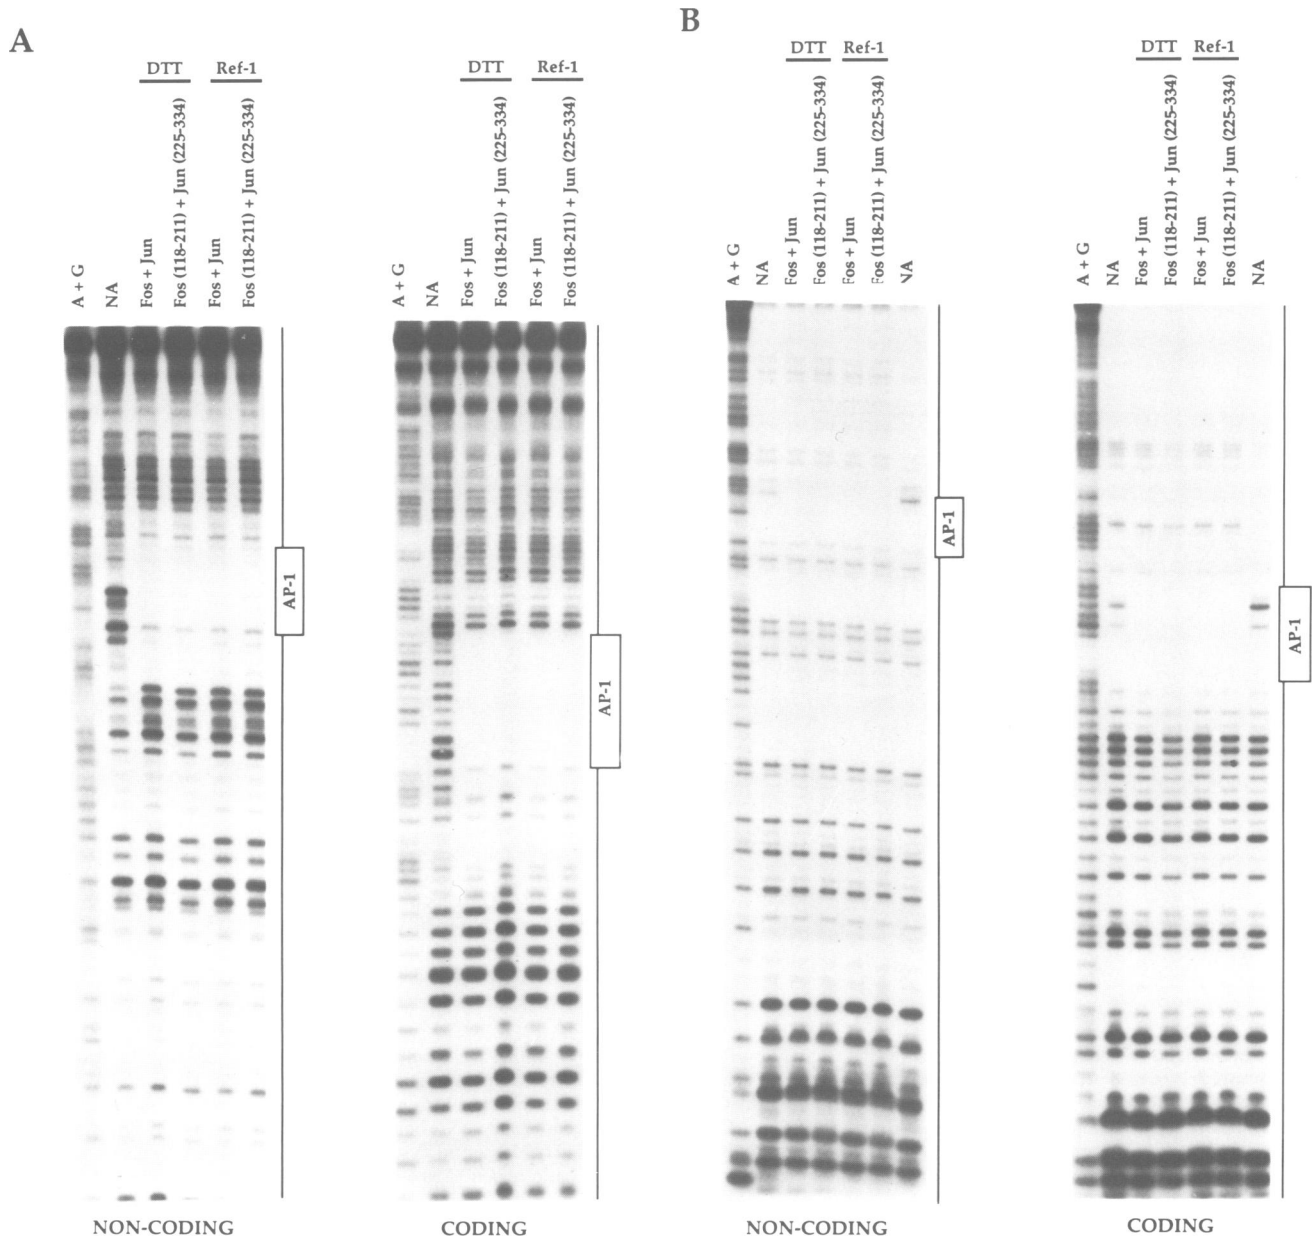 A
DTT Ref-1
A + G
NA
Fos + Jun
Fos (118-211) + Jun (225-334)
Fos + Jun
Fos (118-211) + Jun (225-334)
AP-1
NON-CODING
DTT Ref-1
A + G
NA
Fos + Jun
Fos (118-211) + Jun (225-334)
Fos + Jun
Fos (118-211) + Jun (225-334)
AP-1
CODING
B
DTT Ref-1
A + G
NA
Fos + Jun
Fos (118-211) + Jun (225-334)
Fos + Jun
Fos (118-211) + Jun (225-334)
NA
AP-1
NON-CODING
DTT Ref-1
A + G
NA
Fos + Jun
Fos (118-211) + Jun (225-334)
Fos + Jun
Fos (118-211) + Jun (225-334)
NA
AP-1
CODING